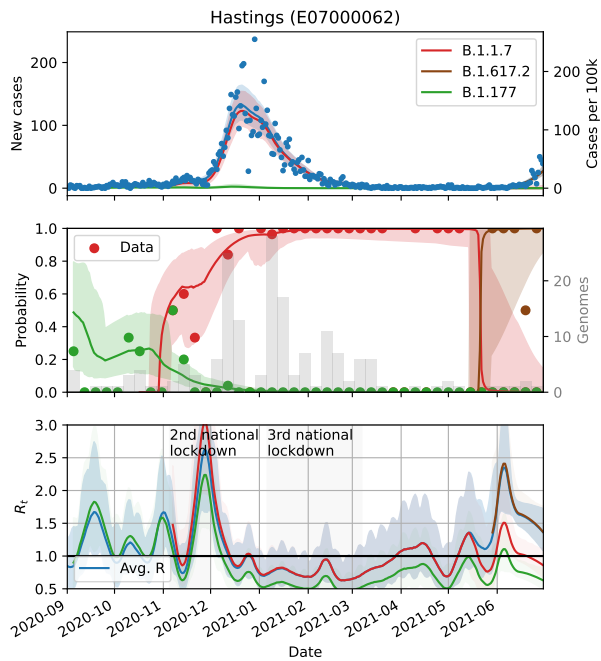 Hastings (E07000062)
New cases
200
100
0
B.1.1.7
B.1.617.2
B.1.177
200
100
0
Cases per 100k
Probability
1.0
0.8
0.6
0.4
0.2
0.0
Data
20
10
0
Genomes
R_t
3.0
2.5
2.0
1.5
1.0
0.5
2nd national
lockdown
3rd national
lockdown
Avg. R
2020-09
2020-10
2020-11
2020-12
2021-01
2021-02
2021-03
2021-04
2021-05
2021-06
Date